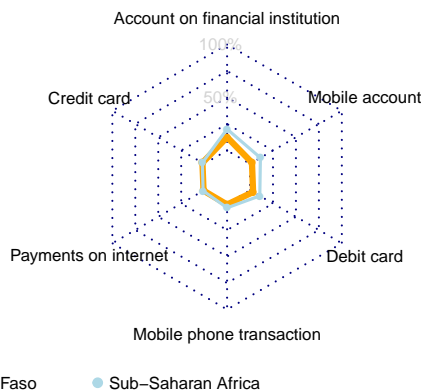 Account on financial institution
100%
Credit card
50%
Mobile account
Payments on internet
Debit card
Mobile phone transaction
Faso Sub−Saharan Africa